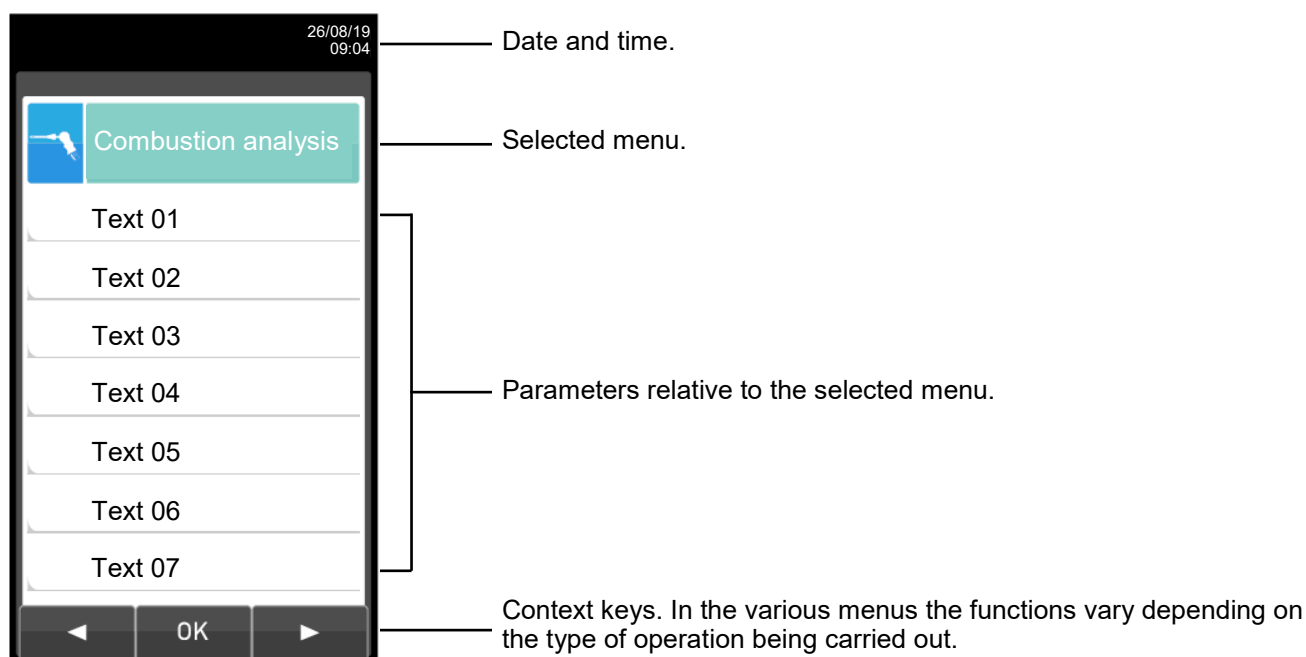 26/08/19
09:04
Date and time.
Combustion analysis
Selected menu.
Text 01
Text 02
Text 03
Text 04
Parameters relative to the selected menu.
Text 05
Text 06
Text 07
Context keys. In the various menus the functions vary depending on
the type of operation being carried out.
OK